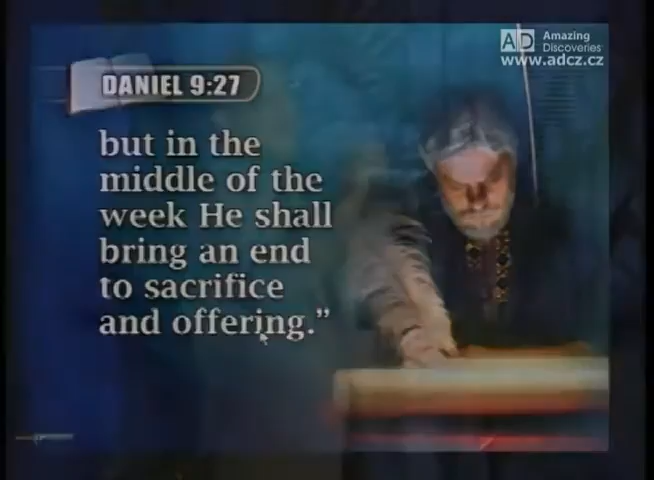 AD Amazing
Discoveries
www.adcz.cz
DANIEL 9:27
but in the
middle of the
week He shall
bring an end
to sacrifice
and offering.”